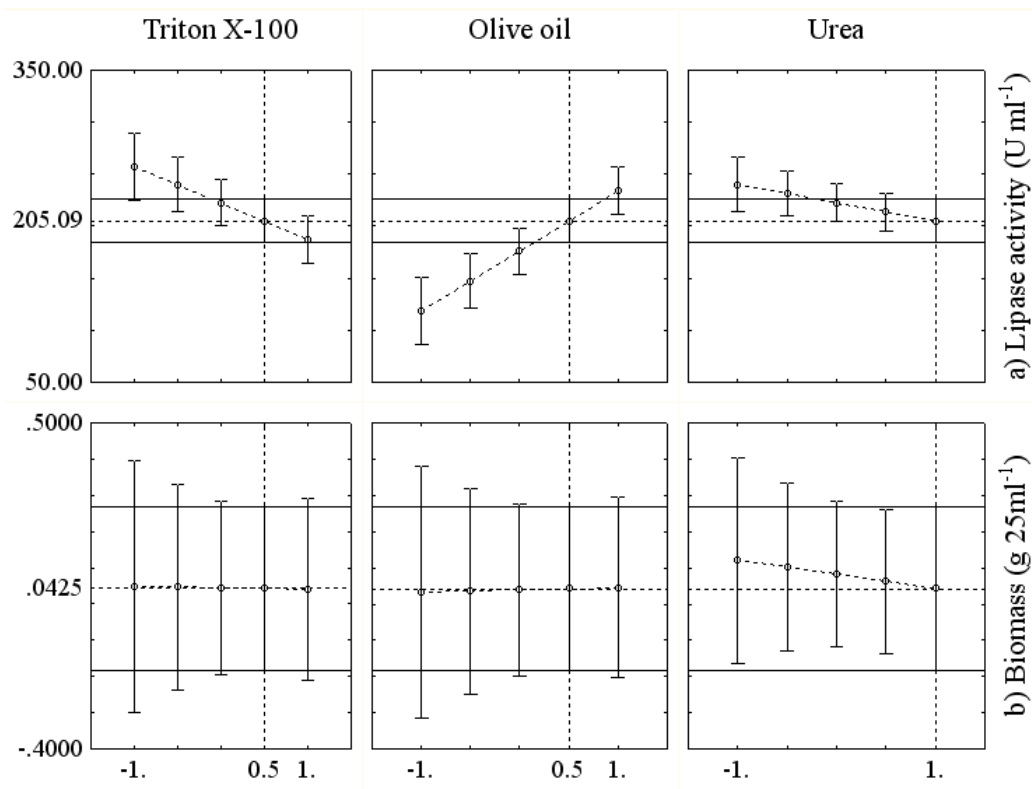 Triton X-100 Olive oil Urea
350.00
205.09
50.00
a) Lipase activity (U ml⁻¹)
.5000
.0425
-.4000
b) Biomass (g 25ml⁻¹)
-1. 0.5 1. -1. 0.5 1. -1. 1.